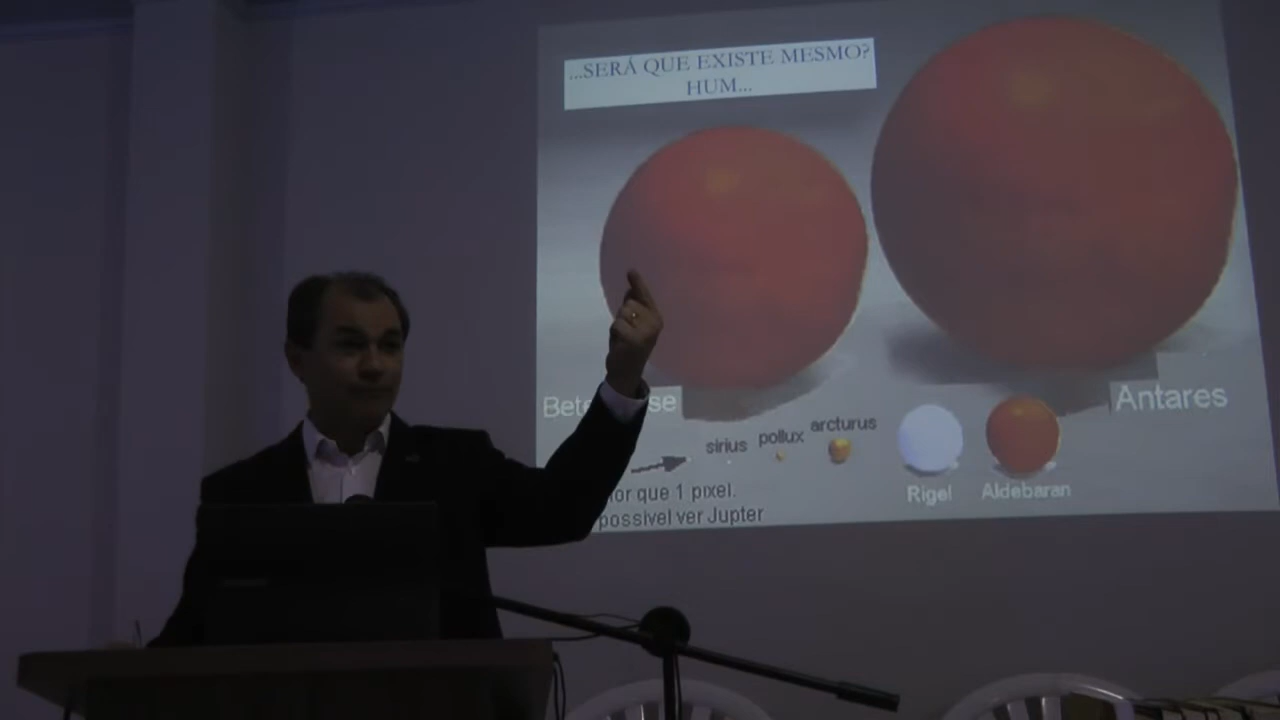 ...SERÁ QUE EXISTE MESMO?
HUM...
Antares
sirius
pollux
arcturus
Rigel
Aldebaran
que 1 pixel.
possivel ver Jupter